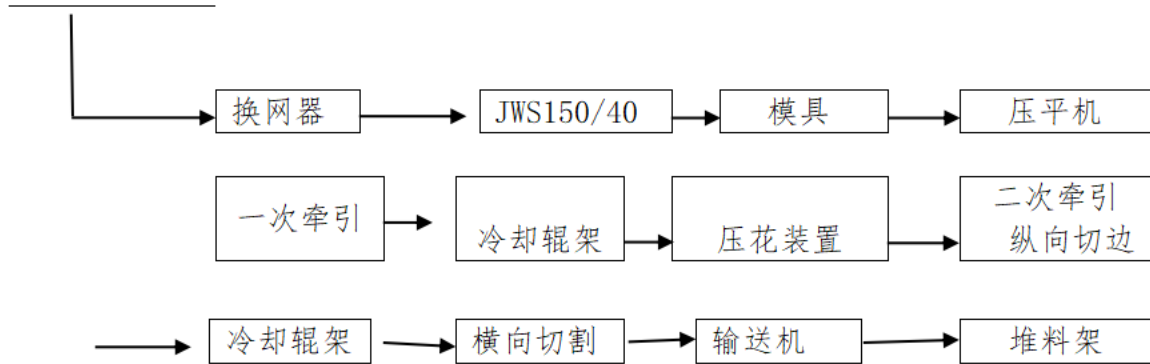 换网器
JWS150/40
模具
压平机
一次牵引
冷却辊架
压花装置
二次牵引
纵向切边
冷却辊架
横向切割
输送机
堆料架